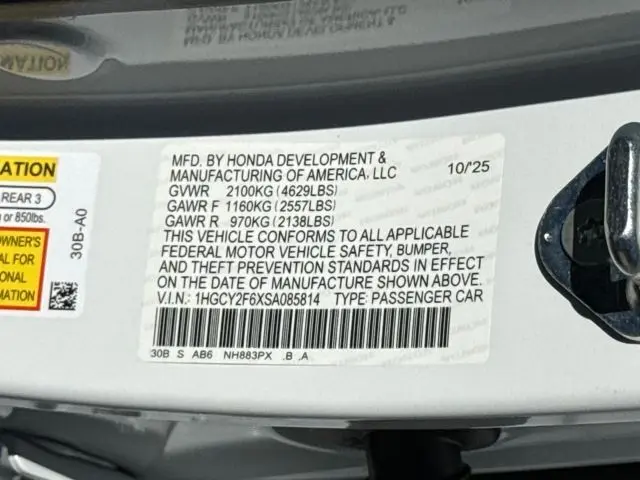 MFD. BY HONDA DEVELOPMENT &
MANUFACTURING OF AMERICA, LLC 10/'25
GVWR 2100KG (4629LBS)
GAWR F 1160KG (2557LBS)
GAWR R 970KG (2138LBS)
THIS VEHICLE CONFORMS TO ALL APPLICABLE
FEDERAL MOTOR VEHICLE SAFETY, BUMPER,
AND THEFT PREVENTION STANDARDS IN EFFECT
ON THE DATE OF MANUFACTURE SHOWN ABOVE.
V.I.N.: 1HGCY2F6XSA085814 TYPE: PASSENGER CAR
30B S AB6 NH883PX .B .A
ATION
REAR 3
or 850lbs.
OWNER'S
AL FOR
IONAL
MATION
30B-A0